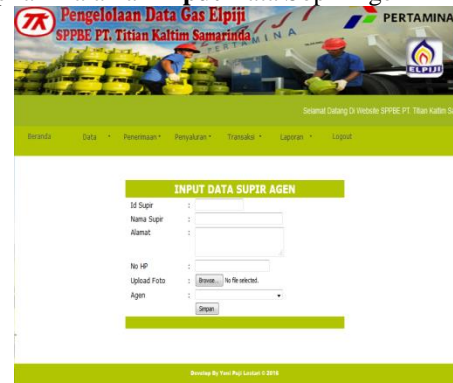 Pengelolaan Data Gas Elpiji
SPPBE PT. Titian Kaltim Samarinda
PERTAMINA
PERTAMINA
ELPIJI
Selamat Datang Di Website SPPBE PT. Titian Kaltim S
Beranda Data Penerimaan Penyaluran Transaksi Laporan Logout
INPUT DATA SUPIR AGEN
Id Supir :
Nama Supir :
Alamat :
No HP :
Upload Foto : Browse... No file selected.
Agen :
Simpan
Develop By Yeni Puji Lestari © 2016